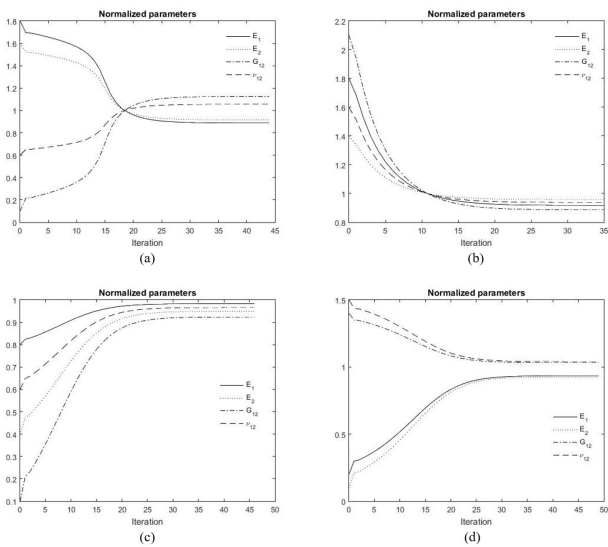 Normalized parameters
1.8
1.6
1.4
1.2
1
0.8
0.6
0.4
0.2
0
E1
E2
G12
ν12
0 5 10 15 20 25 30 35 40 45
Iteration
(a)
Normalized parameters
2.2
2
1.8
1.6
1.4
1.2
1
0.8
E1
E2
G12
ν12
0 5 10 15 20 25 30 35
Iteration
(b)
Normalized parameters
1
0.9
0.8
0.7
0.6
0.5
0.4
0.3
0.2
0.1
E1
E2
G12
ν12
0 5 10 15 20 25 30 35 40 45 50
Iteration
(c)
Normalized parameters
1.5
1
0.5
0
E1
E2
G12
ν12
0 5 10 15 20 25 30 35 40 45 50
Iteration
(d)